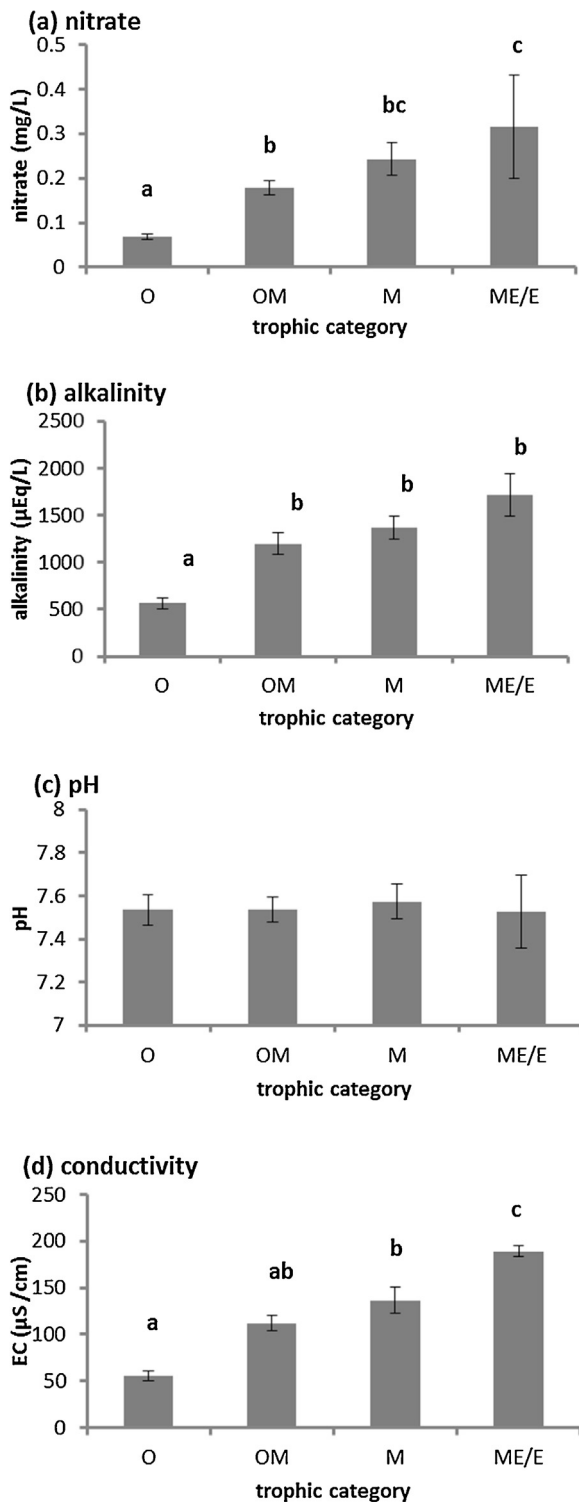 (a) nitrate
0.5
0.4
0.3
0.2
0.1
0
nitrate (mg/L)
a
b
bc
c
O OM M ME/E
trophic category
(b) alkalinity
2500
2000
1500
1000
500
0
alkalinity (µEq/L)
a
b
b
b
O OM M ME/E
trophic category
(c) pH
8
7.8
7.6
7.4
7.2
7
pH
O OM M ME/E
trophic category
(d) conductivity
250
200
150
100
50
0
EC (µS /cm)
a
ab
b
c
O OM M ME/E
trophic category